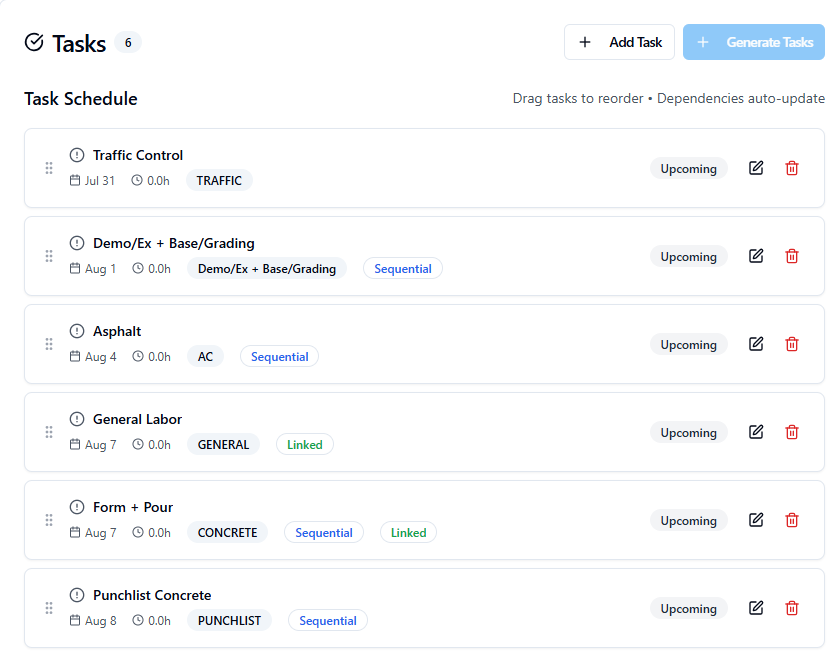 Tasks 6
+ Add Task
+ Generate Tasks
Task Schedule
Drag tasks to reorder • Dependencies auto-update
Traffic Control
Jul 31 0.0h TRAFFIC
Upcoming
Demo/Ex + Base/Grading
Aug 1 0.0h Demo/Ex + Base/Grading Sequential
Upcoming
Asphalt
Aug 4 0.0h AC Sequential
Upcoming
General Labor
Aug 7 0.0h GENERAL Linked
Upcoming
Form + Pour
Aug 7 0.0h CONCRETE Sequential Linked
Upcoming
Punchlist Concrete
Aug 8 0.0h PUNCHLIST Sequential
Upcoming